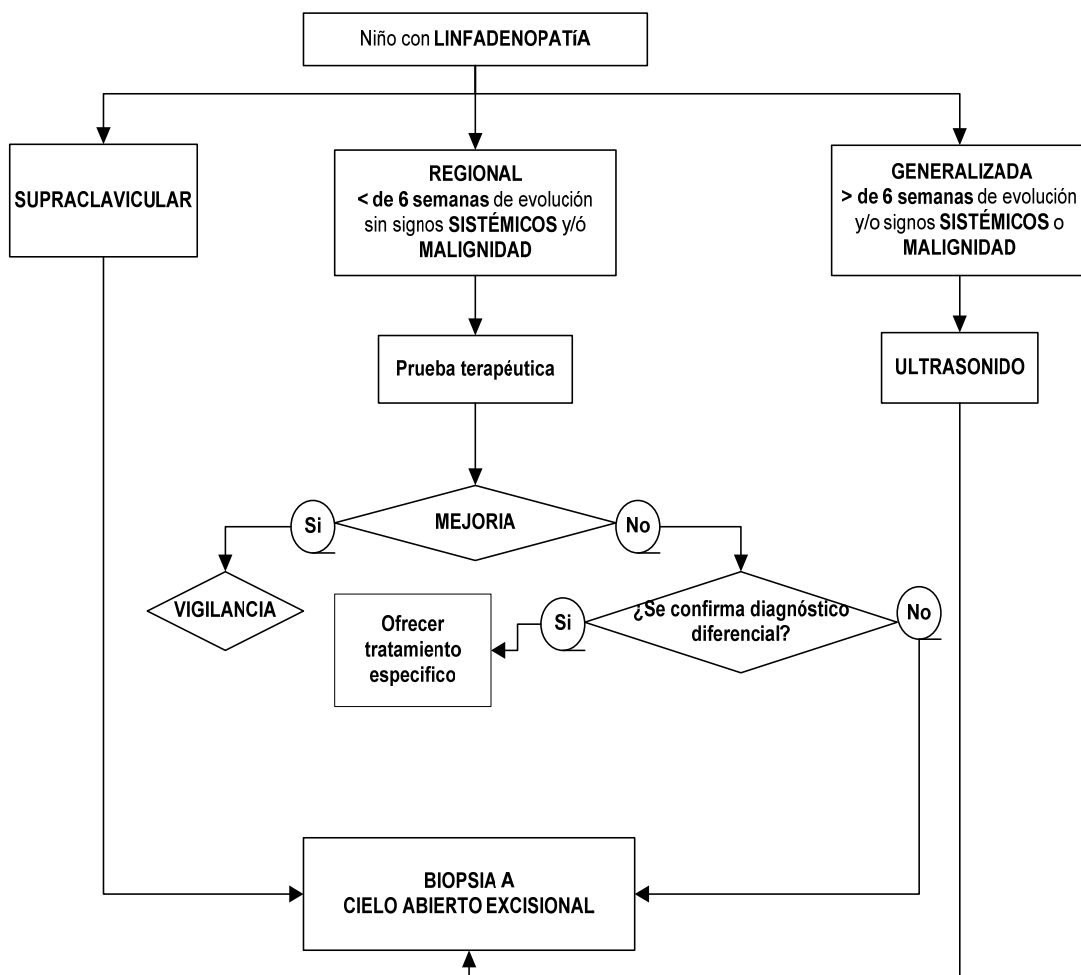 Niño con LINFADENOPATíA
SUPRACLAVICULAR
REGIONAL
< de 6 semanas de evolución
sin signos SISTÉMICOS y/ó
MALIGNIDAD
GENERALIZADA
> de 6 semanas de evolución
y/o signos SISTÉMICOS o
MALIGNIDAD
Prueba terapéutica
ULTRASONIDO
Si
MEJORIA
No
VIGILANCIA
Ofrecer
tratamiento
especifico
Si
¿Se confirma diagnóstico
diferencial?
No
BIOPSIA A
CIELO ABIERTO EXCISIONAL